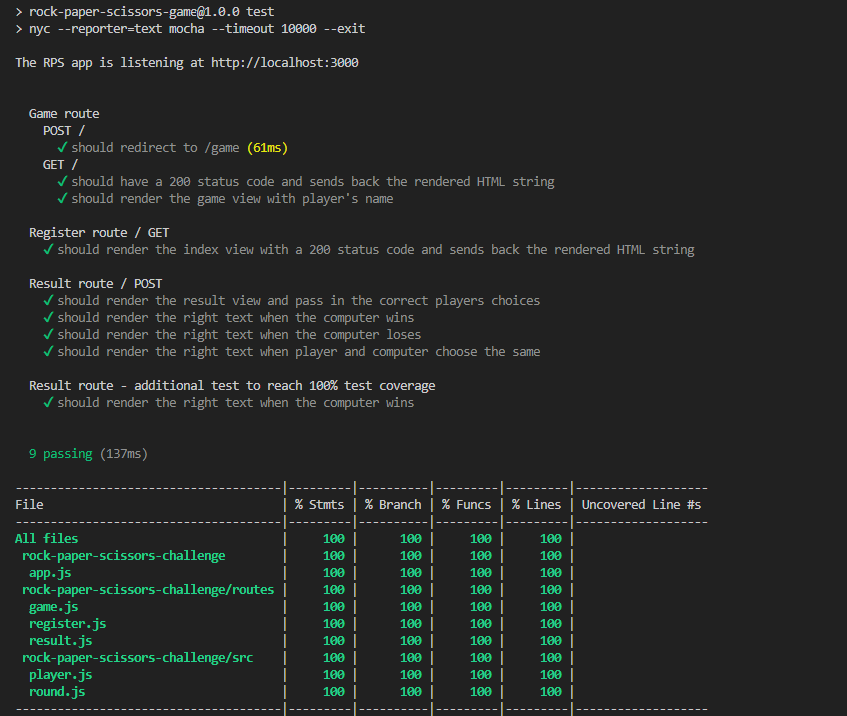 > rock-paper-scissors-game@1.0.0 test
> nyc --reporter=text mocha --timeout 10000 --exit
The RPS app is listening at http://localhost:3000
Game route
POST /
✓ should redirect to /game (61ms)
GET /
✓ should have a 200 status code and sends back the rendered HTML string
✓ should render the game view with player's name
Register route / GET
✓ should render the index view with a 200 status code and sends back the rendered HTML string
Result route / POST
✓ should render the result view and pass in the correct players choices
✓ should render the right text when the computer wins
✓ should render the right text when the computer loses
✓ should render the right text when player and computer choose the same
Result route - additional test to reach 100% test coverage
✓ should render the right text when the computer wins
9 passing (137ms)
--------------------------------------|---------|----------|---------|---------|-------------------
File | % Stmts | % Branch | % Funcs | % Lines | Uncovered Line #s
--------------------------------------|---------|----------|---------|---------|-------------------
All files | 100 | 100 | 100 | 100 |
rock-paper-scissors-challenge | 100 | 100 | 100 | 100 |
app.js | 100 | 100 | 100 | 100 |
rock-paper-scissors-challenge/routes | 100 | 100 | 100 | 100 |
game.js | 100 | 100 | 100 | 100 |
register.js | 100 | 100 | 100 | 100 |
result.js | 100 | 100 | 100 | 100 |
rock-paper-scissors-challenge/src | 100 | 100 | 100 | 100 |
player.js | 100 | 100 | 100 | 100 |
round.js | 100 | 100 | 100 | 100 |
--------------------------------------|---------|----------|---------|---------|-------------------